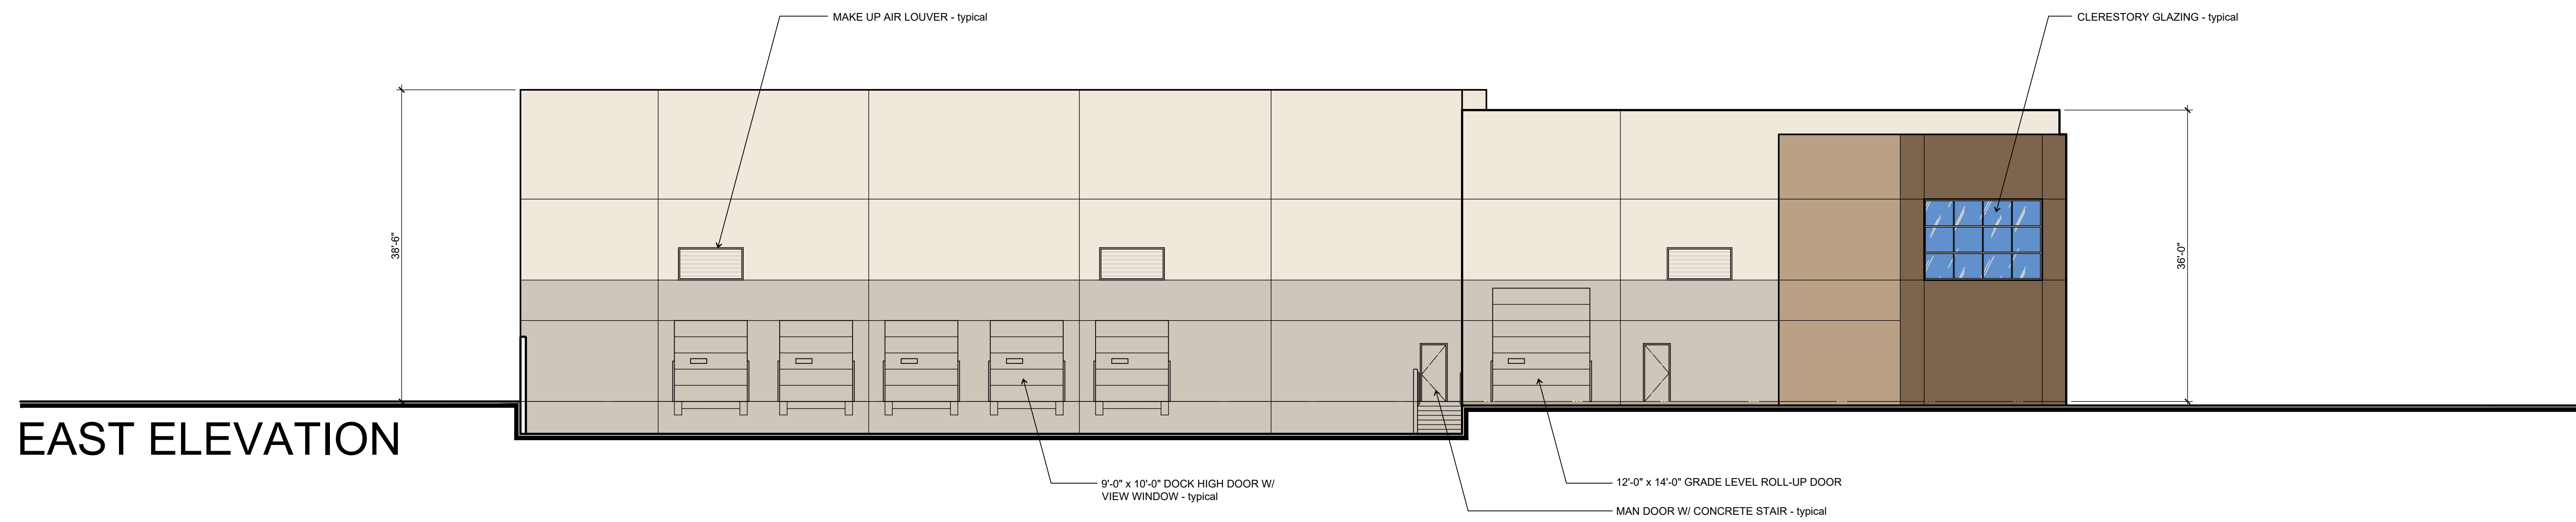 MAKE UP AIR LOUVER - typical
CLERESTORY GLAZING - typical
38'-6"
36'-0"
EAST ELEVATION
9'-0" x 10'-0" DOCK HIGH DOOR W/
VIEW WINDOW - typical
12'-0" x 14'-0" GRADE LEVEL ROLL-UP DOOR
MAN DOOR W/ CONCRETE STAIR - typical